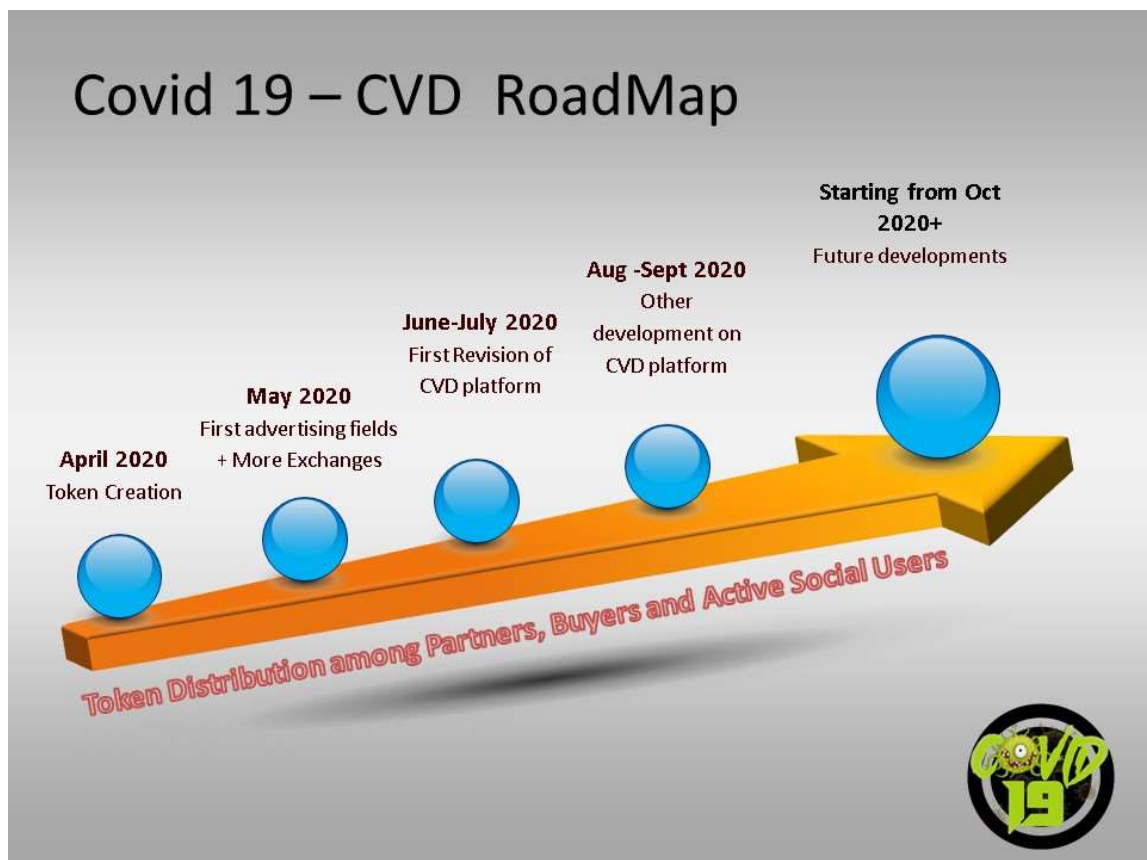 Covid 19 – CVD RoadMap
April 2020
Token Creation
May 2020
First advertising fields
+ More Exchanges
June-July 2020
First Revision of
CVD platform
Aug -Sept 2020
Other
development on
CVD platform
Starting from Oct
2020+
Future developments
Token Distribution among Partners, Buyers and Active Social Users
COVID
19